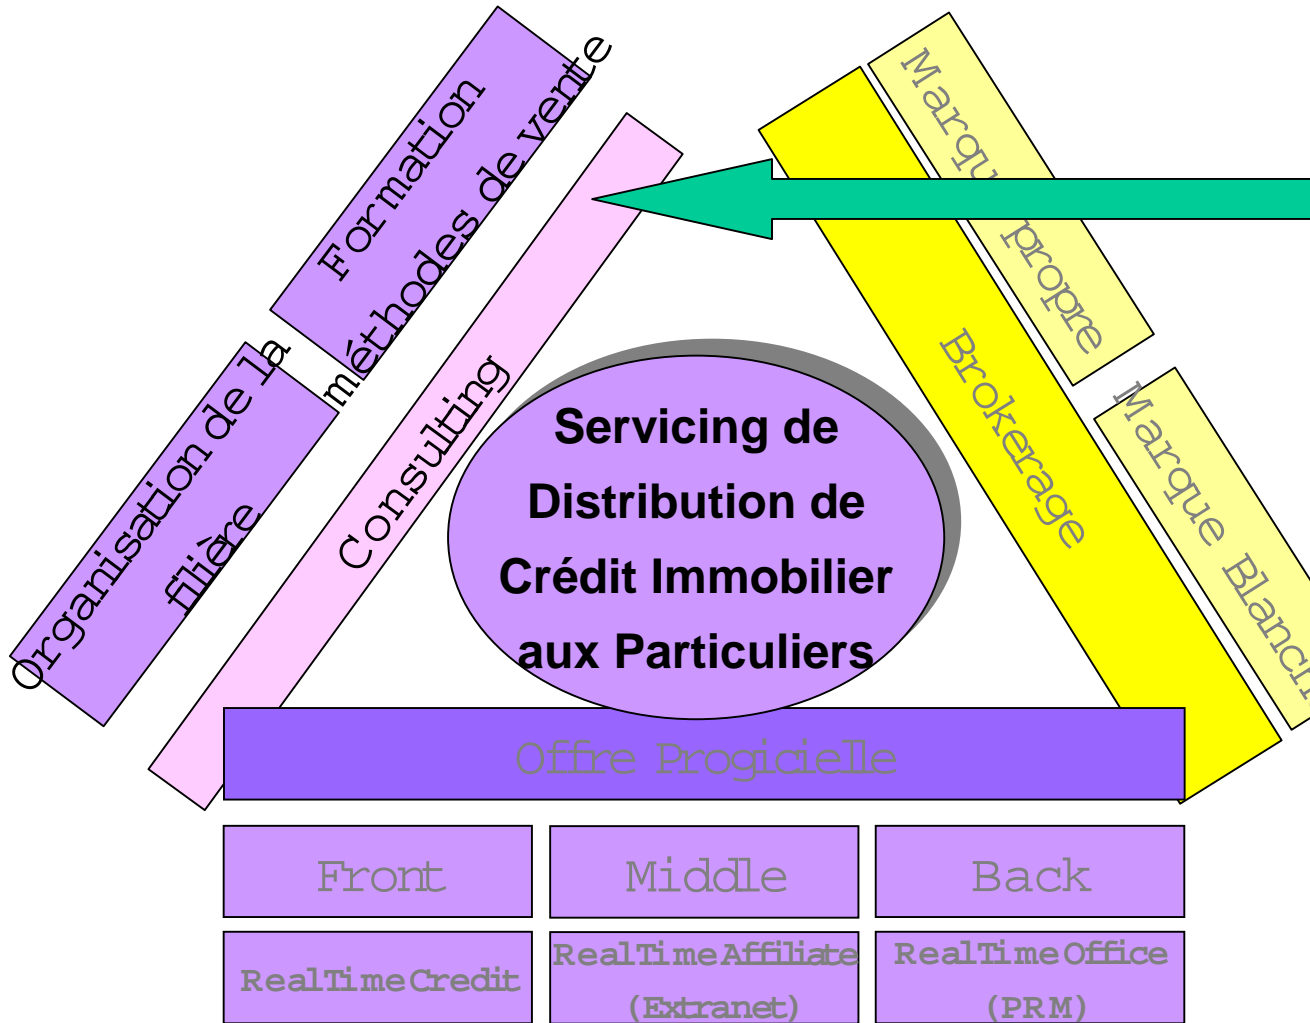 Formation
méthodes de vente
Organisation de la
filière
Consulting
Marque propre
Brokerage
Servicing de
Distribution de
Crédit Immobilier
aux Particuliers
Offre Progicielle
Front
Middle
Back
RealTimeCredit
RealTimeAffiliate
(Extranet)
RealTimeOffice
(PRM)
Marque